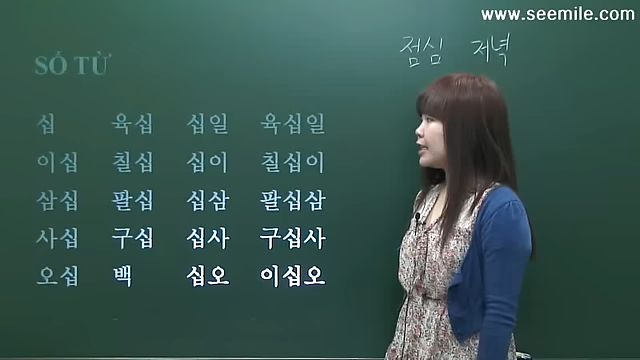 www.seemile.com
점심 저녁
SỐ TỪ
십 육십 십일 육십일
이십 칠십 십이 칠십이
삼십 팔십 십삼 팔십삼
사십 구십 십사 구십사
오십 백 십오 이십오